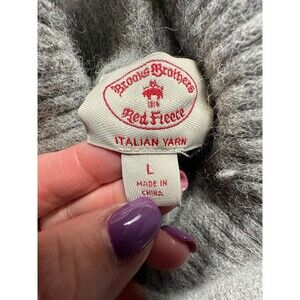 Brooks Brothers
1818
Red Fleece
ITALIAN YARN
L
MADE IN
CHINA